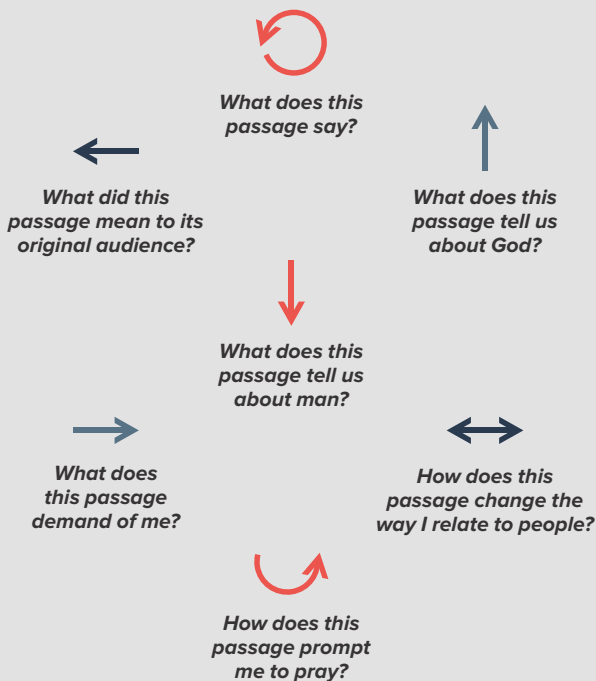 What does this
passage say?
What did this
passage mean to its
original audience?
What does this
passage tell us
about God?
What does this
passage tell us
about man?
What does
this passage
demand of me?
How does this
passage change the
way I relate to people?
How does this
passage prompt
me to pray?